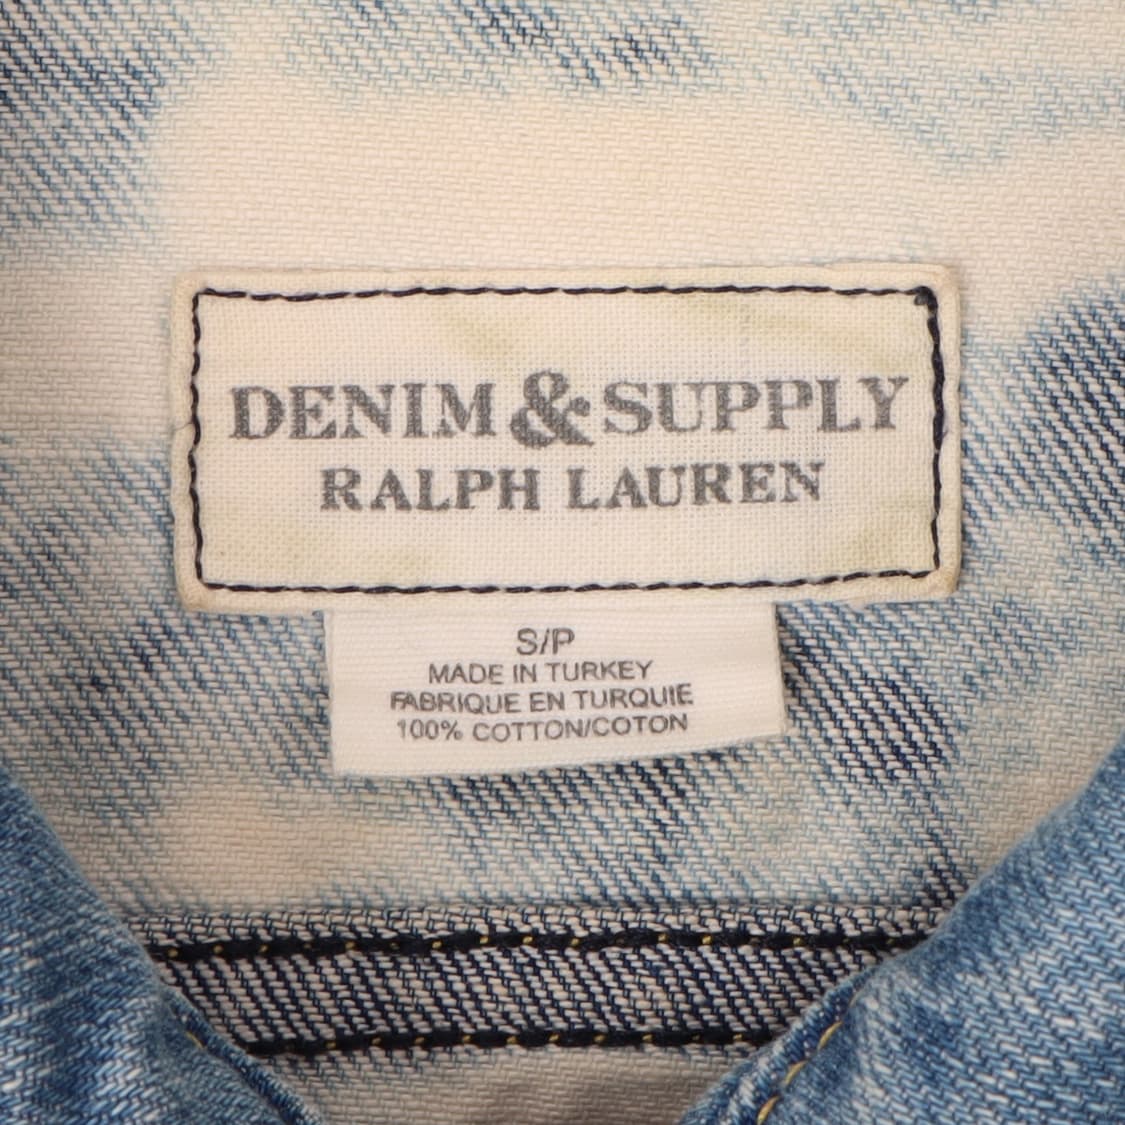 DENIM & SUPPLY
RALPH LAUREN
S/P
MADE IN TURKEY
FABRIQUE EN TURQUIE
100% COTTON/COTON